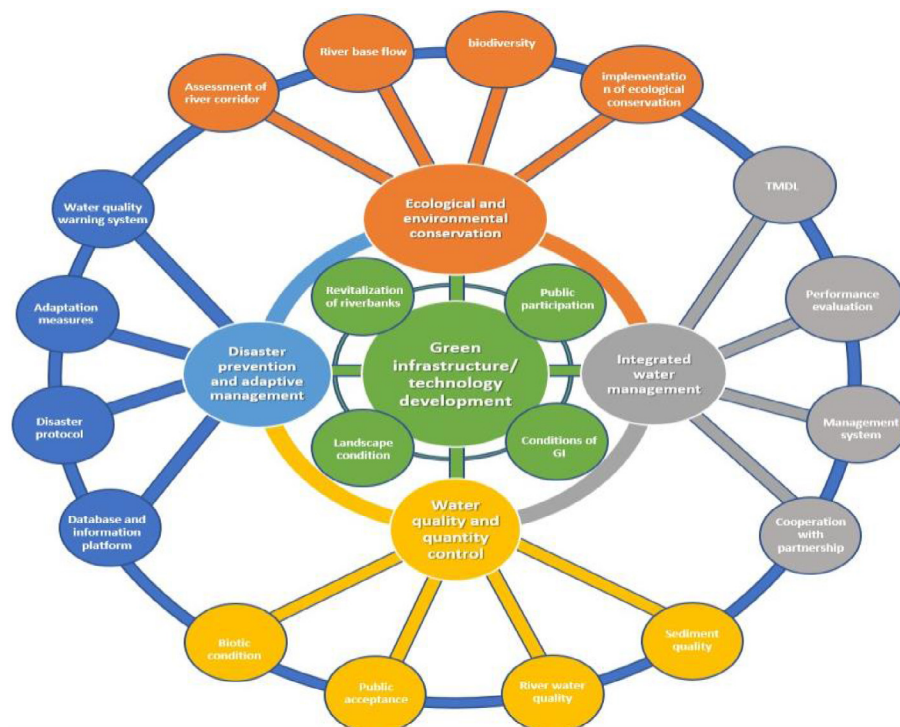 River base flow
biodiversity
Assessment of
river corridor
implementatio
n of ecological
conservation
TMDL
Water quality
warning system
Ecological and
environmental
conservation
Revitalization
of riverbanks
Public
participation
Adaptation
measures
Performance
evaluation
Disaster
prevention
and adaptive
management
Green
infrastructure/
technology
development
Integrated
water
management
Disaster
protocol
Management
system
Landscape
condition
Conditions of
GI
Database and
information
platform
Water
quality and
quantity
control
Cooperation
with
partnership
Biotic
condition
Public
acceptance
River water
quality
Sediment
quality